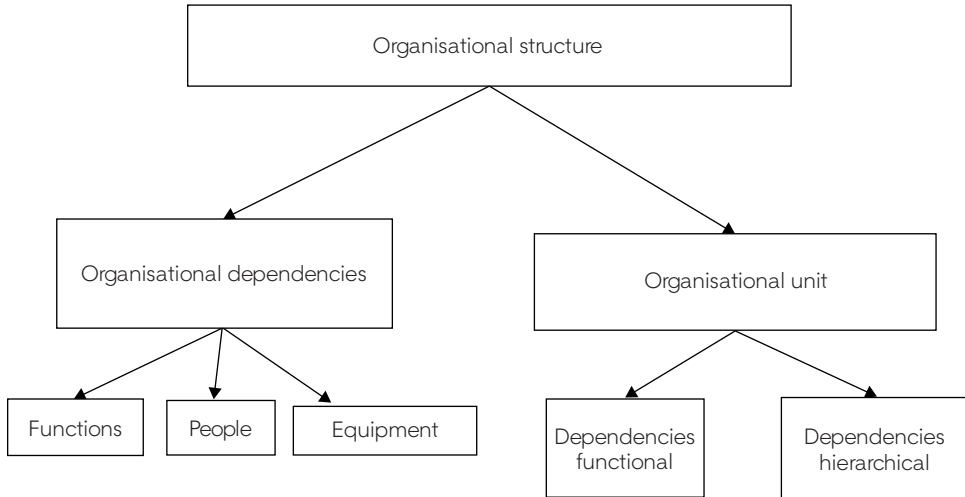 Organisational structure
Organisational dependencies
Organisational unit
Functions
People
Equipment
Dependencies
functional
Dependencies
hierarchical